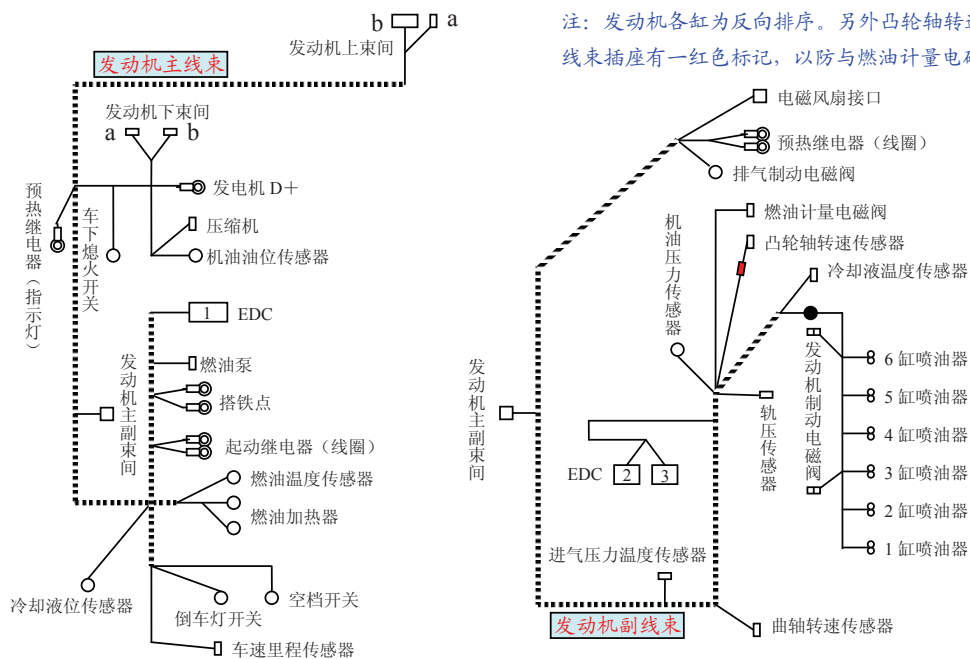 注：发动机各缸为反向排序。另外凸轮轴转速
线束插座有一红色标记，以防与燃油计量电磁
b a
发动机上束间
发动机主线束
发动机下束间
a b
预热继电器（指示灯）
车下熄火开关
发电机 D＋
压缩机
机油油位传感器
1 EDC
燃油泵
搭铁点
发动机主副束间
起动继电器（线圈）
燃油温度传感器
燃油加热器
冷却液位传感器
倒车灯开关
空档开关
车速里程传感器
电磁风扇接口
预热继电器（线圈）
排气制动电磁阀
燃油计量电磁阀
机油压力传感器
凸轮轴转速传感器
冷却液温度传感器
发动机制动电磁阀
发动机主副束间
轨压传感器
EDC 2 3
6 缸喷油器
5 缸喷油器
4 缸喷油器
3 缸喷油器
2 缸喷油器
1 缸喷油器
进气压力温度传感器
发动机副线束
曲轴转速传感器